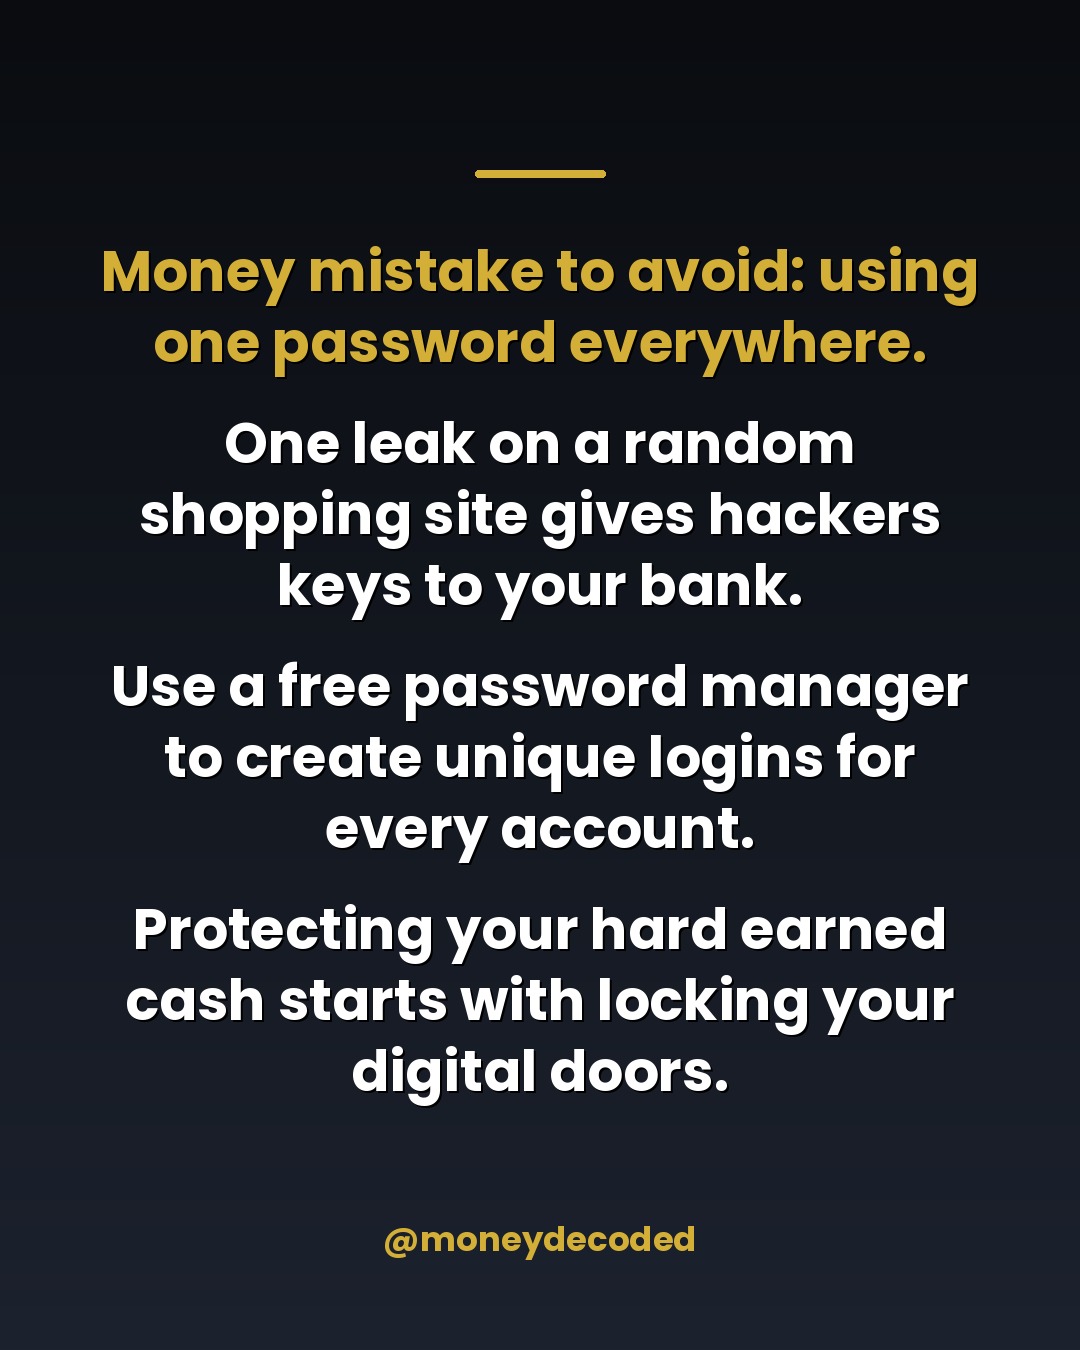 Money mistake to avoid: using
one password everywhere.
One leak on a random
shopping site gives hackers
keys to your bank.
Use a free password manager
to create unique logins for
every account.
Protecting your hard earned
cash starts with locking your
digital doors.
@moneydecoded